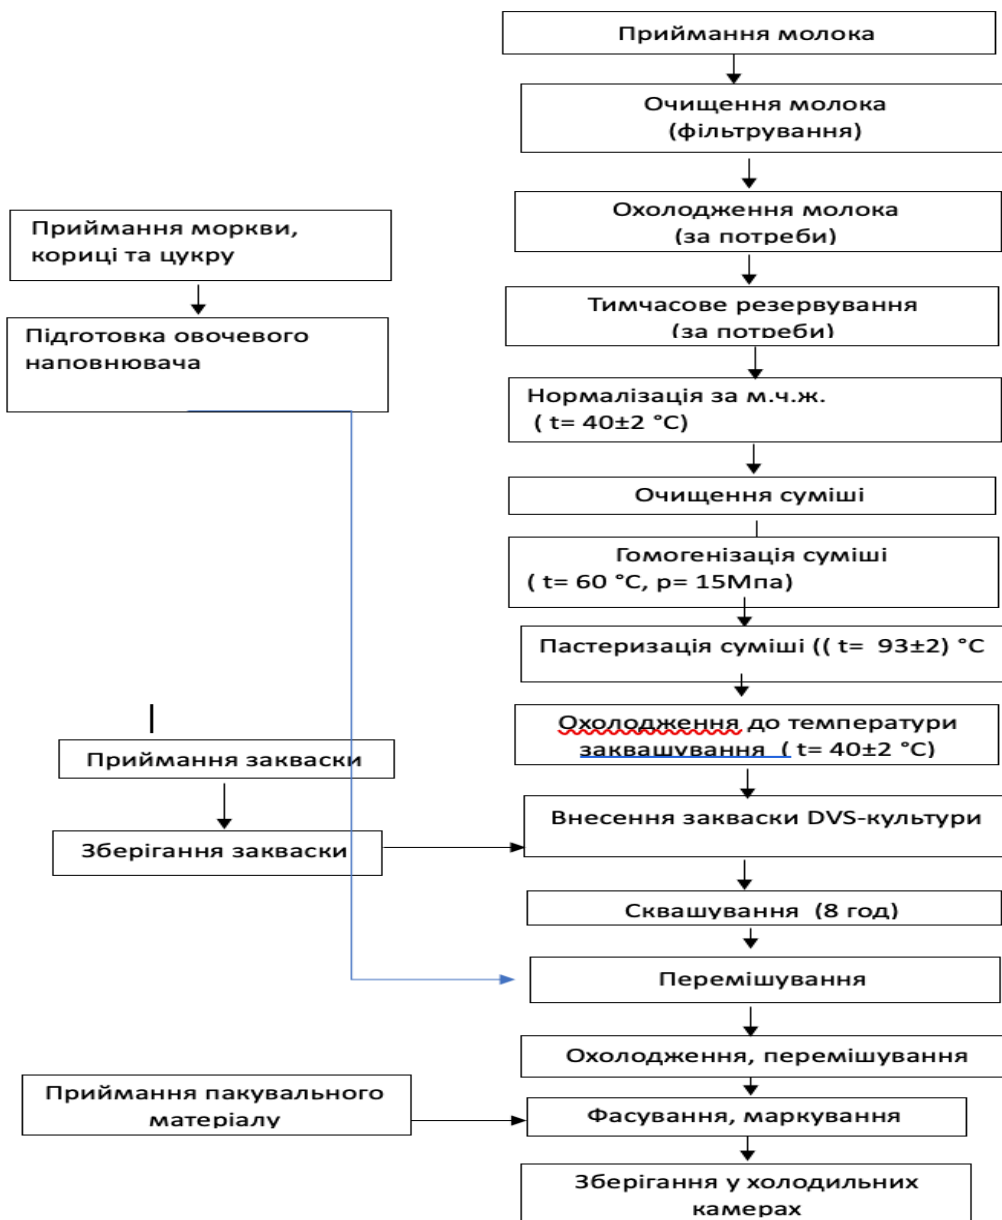 Приймання молока
Очищення молока
(фільтрування)
Охолодження молока
(за потреби)
Приймання моркви,
кориці та цукру
Тимчасове резервування
(за потреби)
Підготовка овочевого
наповнювача
Нормалізація за м.ч.ж.
( t= 40±2 °C)
Очищення суміші
Гомогенізація суміші
( t= 60 °C, p= 15Мпа)
Пастеризація суміші (( t=  93±2) °C
Охолодження до температури
заквашування  ( t= 40±2 °C)
Приймання закваски
Внесення закваски DVS-культури
Зберігання закваски
Сквашування  (8 год)
Перемішування
Охолодження, перемішування
Приймання пакувального
матеріалу
Фасування, маркування
Зберігання у холодильних
камерах